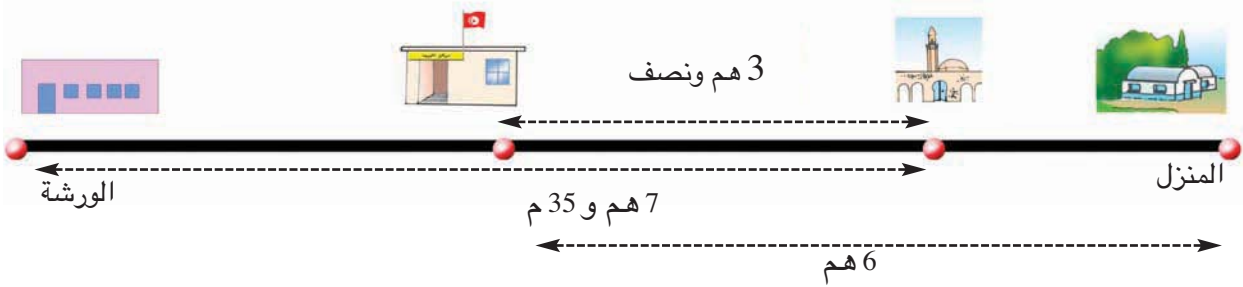 3 هم ونصف
المنزل
الورشة
7 هم و 35 م
6 هم